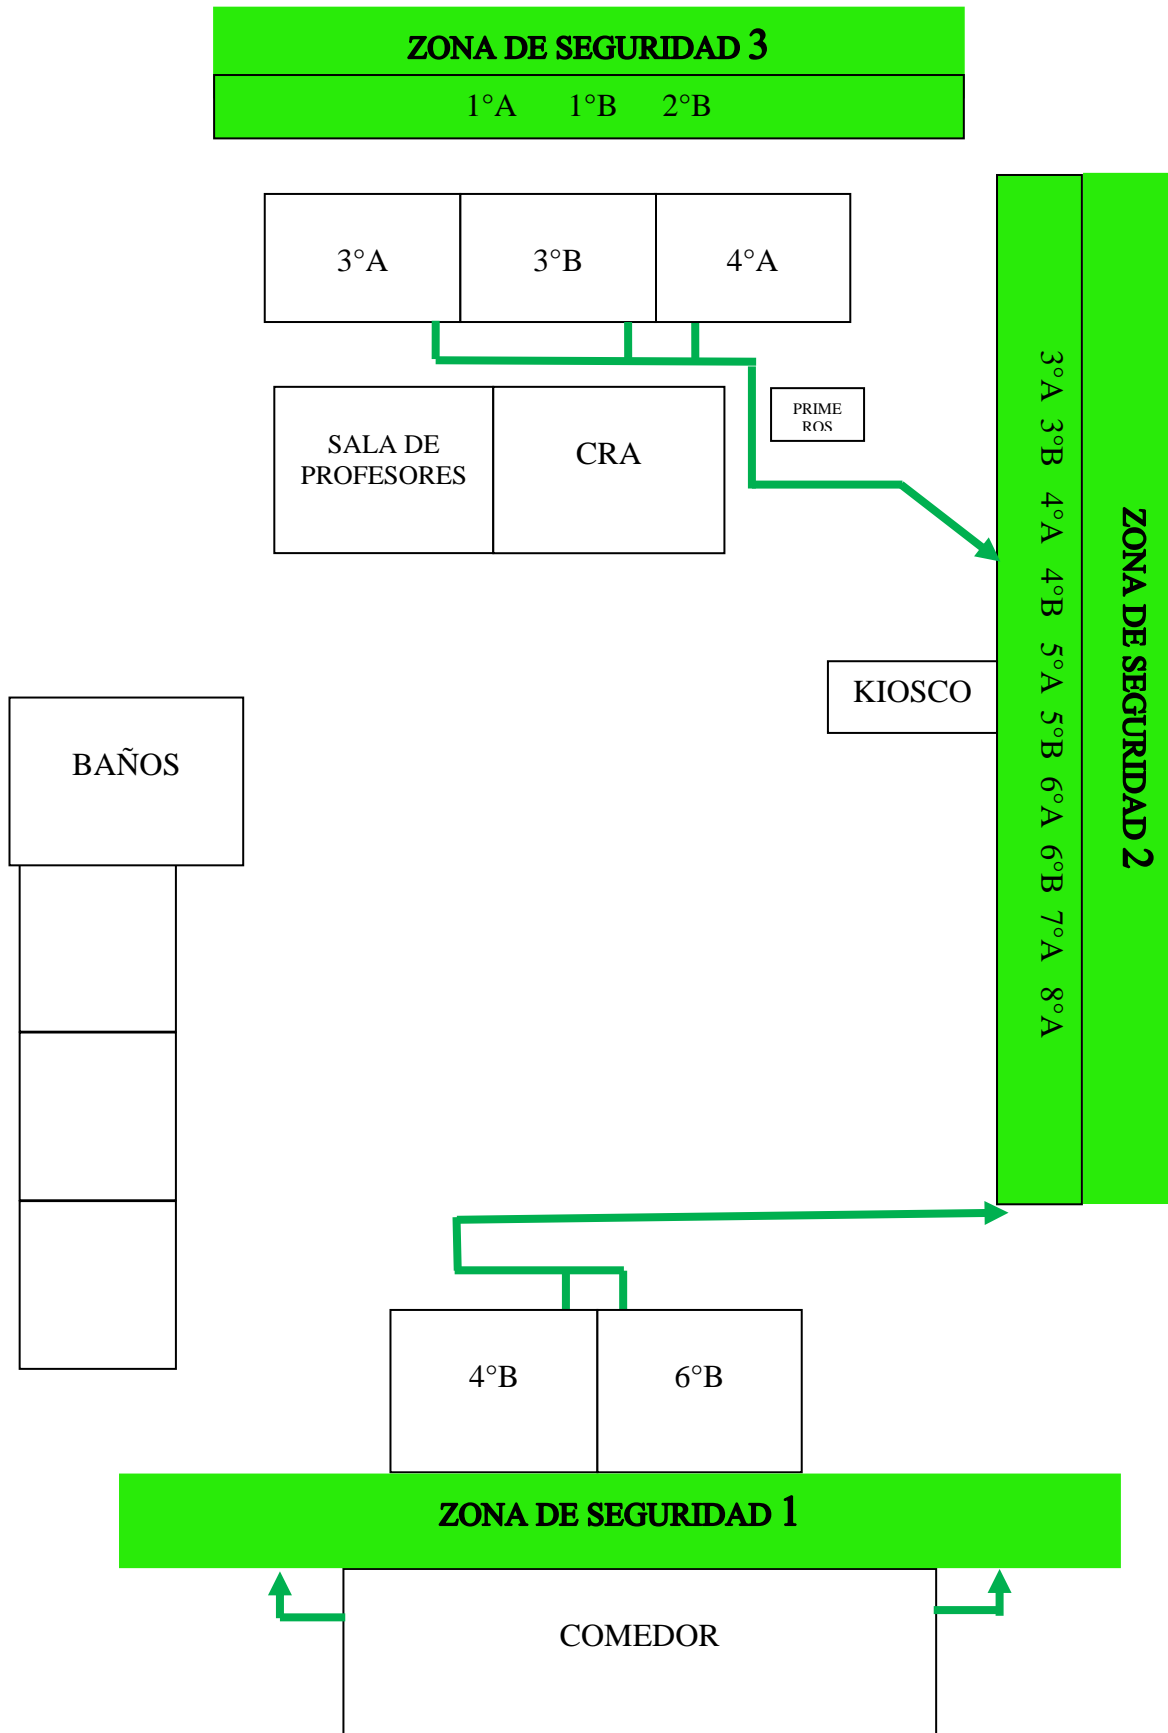 ZONA DE SEGURIDAD 3
1°A 1°B 2°B
3°A 3°B 4°A
PRIME
ROS
SALA DE
PROFESORES
CRA
3°A 3°B 4°A 4°B 5°A 5°B 6°A 6°B 7°A 8°A
ZONA DE SEGURIDAD 2
KIOSCO
BAÑOS
4°B 6°B
ZONA DE SEGURIDAD 1
COMEDOR